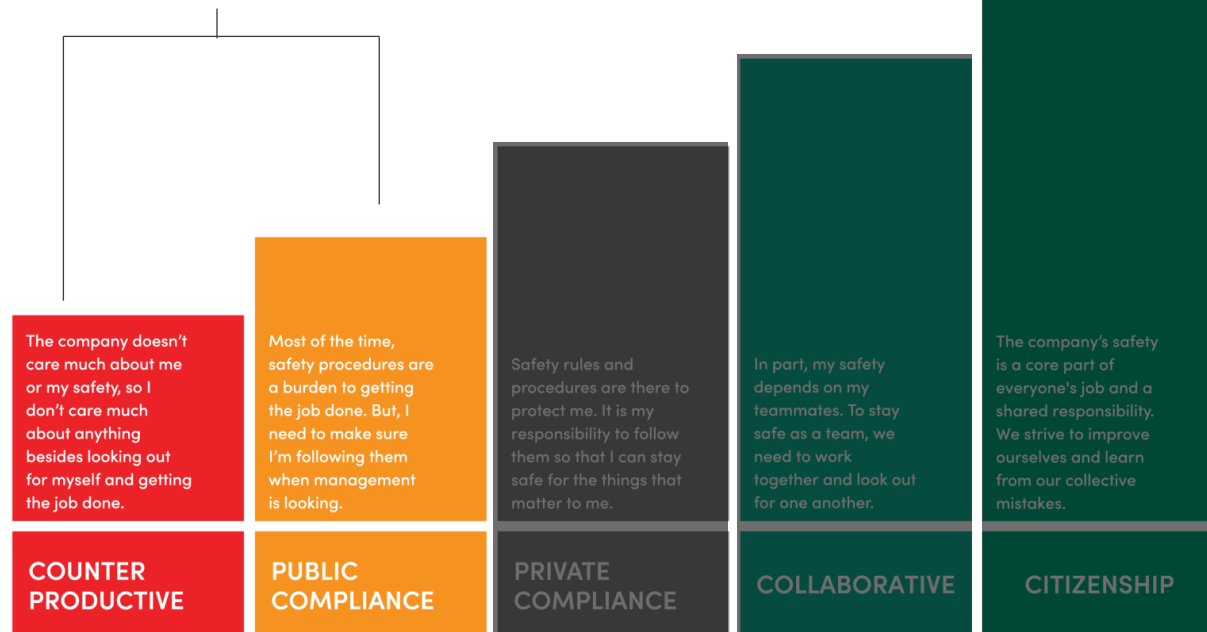 The company doesn't
care much about me
or my safety, so I
don't care much
about anything
besides looking out
for myself and getting
the job done.
COUNTER
PRODUCTIVE
Most of the time,
safety procedures are
a burden to getting
the job done. But, I
need to make sure
I'm following them
when management
is looking.
PUBLIC
COMPLIANCE
Safety rules and
procedures are there to
protect me. It is my
responsibility to follow
them so that I can stay
safe for the things that
matter to me.
PRIVATE
COMPLIANCE
In part, my safety
depends on my
teammates. To stay
safe as a team, we
need to work
together and look out
for one another.
COLLABORATIVE
The company's safety
is a core part of
everyone's job and a
shared responsibility.
We strive to improve
ourselves and learn
from our collective
mistakes.
CITIZENSHIP